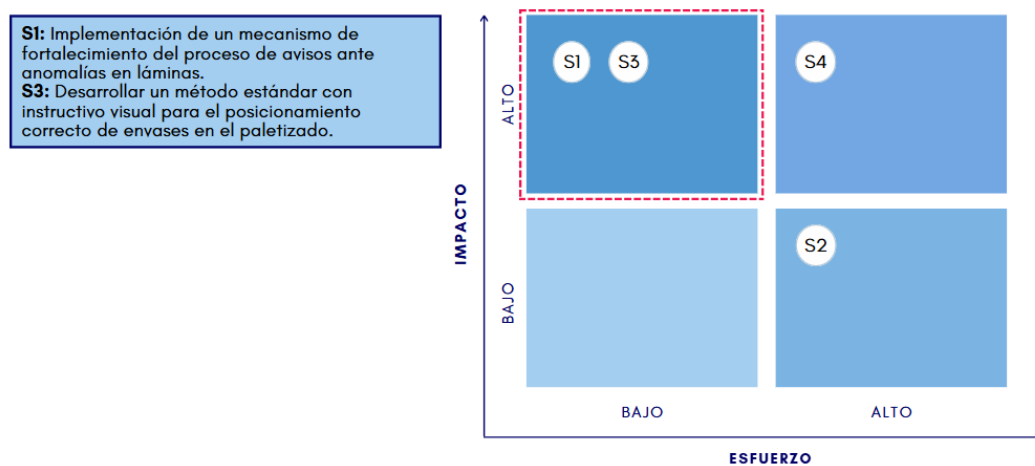 S1: Implementación de un mecanismo de
fortalecimiento del proceso de avisos ante
anomalías en láminas.
S3: Desarrollar un método estándar con
instructivo visual para el posicionamiento
correcto de envases en el paletizado.
IMPACTO
ALTO
S1 S3 S4
BAJO
S2
BAJO ALTO
ESFUERZO